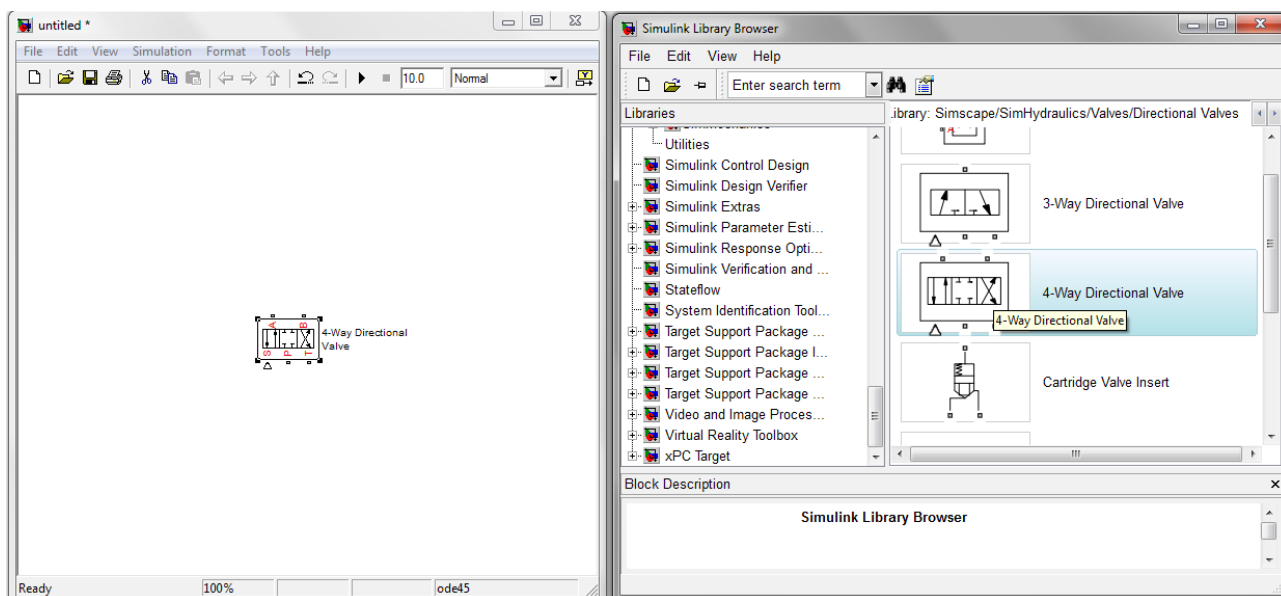 untitled *
File Edit View Simulation Format Tools Help
10.0 Normal
A B
S P T
4-Way Directional
Valve
Ready 100% ode45
Simulink Library Browser
File Edit View Help
Enter search term
Libraries
Utilities
Simulink Control Design
Simulink Design Verifier
Simulink Extras
Simulink Parameter Esti...
Simulink Response Opti...
Simulink Verification and ...
Stateflow
System Identification Tool...
Target Support Package ...
Target Support Package I...
Target Support Package ...
Target Support Package ...
Video and Image Proces...
Virtual Reality Toolbox
xPC Target
Library: Simscape/SimHydraulics/Valves/Directional Valves
A
3-Way Directional Valve
4-Way Directional Valve
4-Way Directional Valve
Cartridge Valve Insert
Block Description
Simulink Library Browser